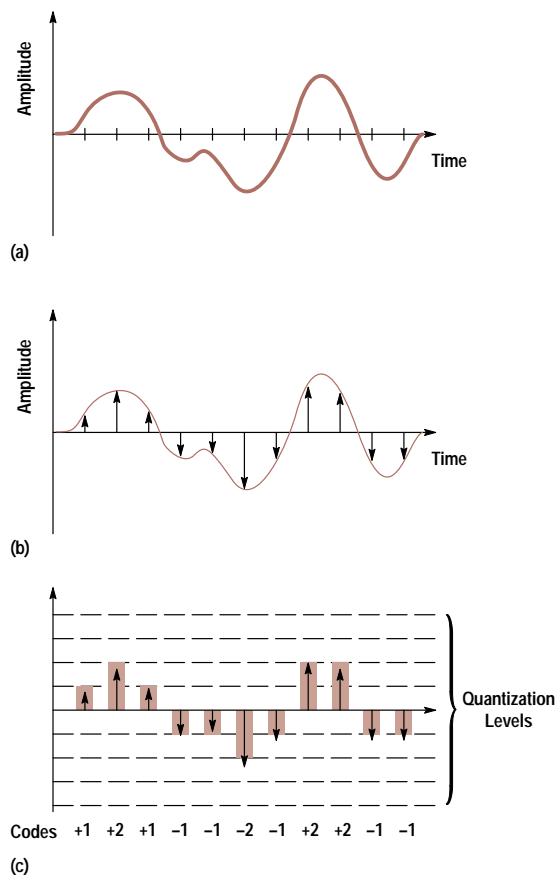 Amplitude
Time
(a)
Amplitude
Time
(b)
Quantization
Levels
Codes +1 +2 +1 −1 −1 −2 −1 +2 +2 −1 −1
(c)